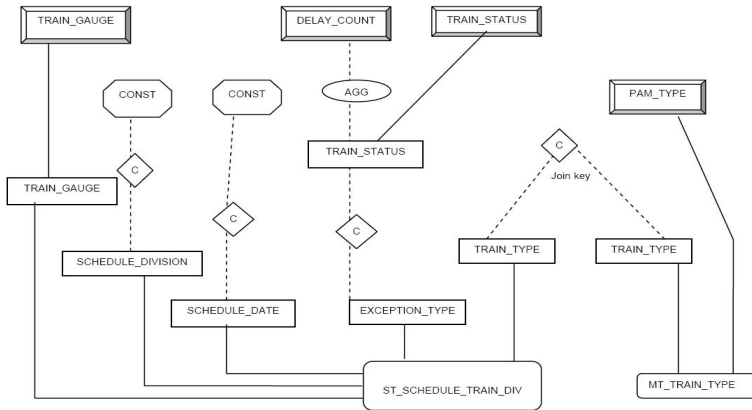 TRAIN_GAUGE
DELAY_COUNT
TRAIN_STATUS
CONST
CONST
AGG
PAM_TYPE
TRAIN_STATUS
C
C
Join key
TRAIN_GAUGE
C
C
TRAIN_TYPE
TRAIN_TYPE
SCHEDULE_DIVISION
SCHEDULE_DATE
EXCEPTION_TYPE
ST_SCHEDULE_TRAIN_DIV
MT_TRAIN_TYPE